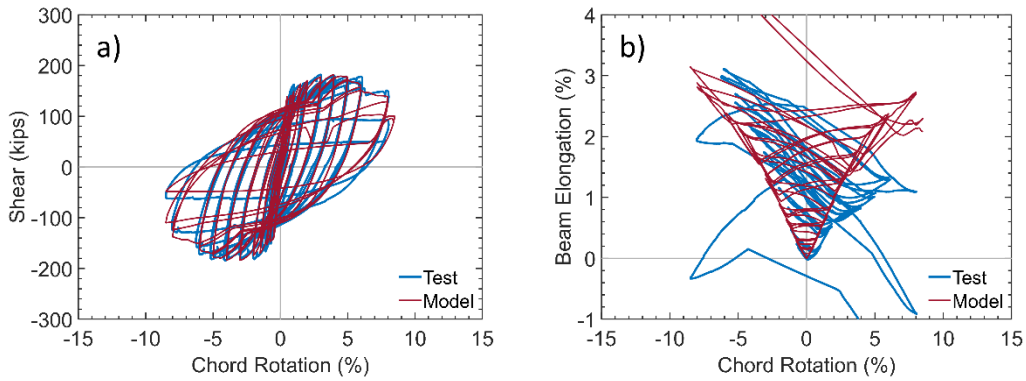 a)
300
200
100
0
-100
-200
-300
Shear (kips)
-15 -10 -5 0 5 10 15
Chord Rotation (%)
Test
Model
b)
4
3
2
1
0
-1
Beam Elongation (%)
-15 -10 -5 0 5 10 15
Chord Rotation (%)
Test
Model